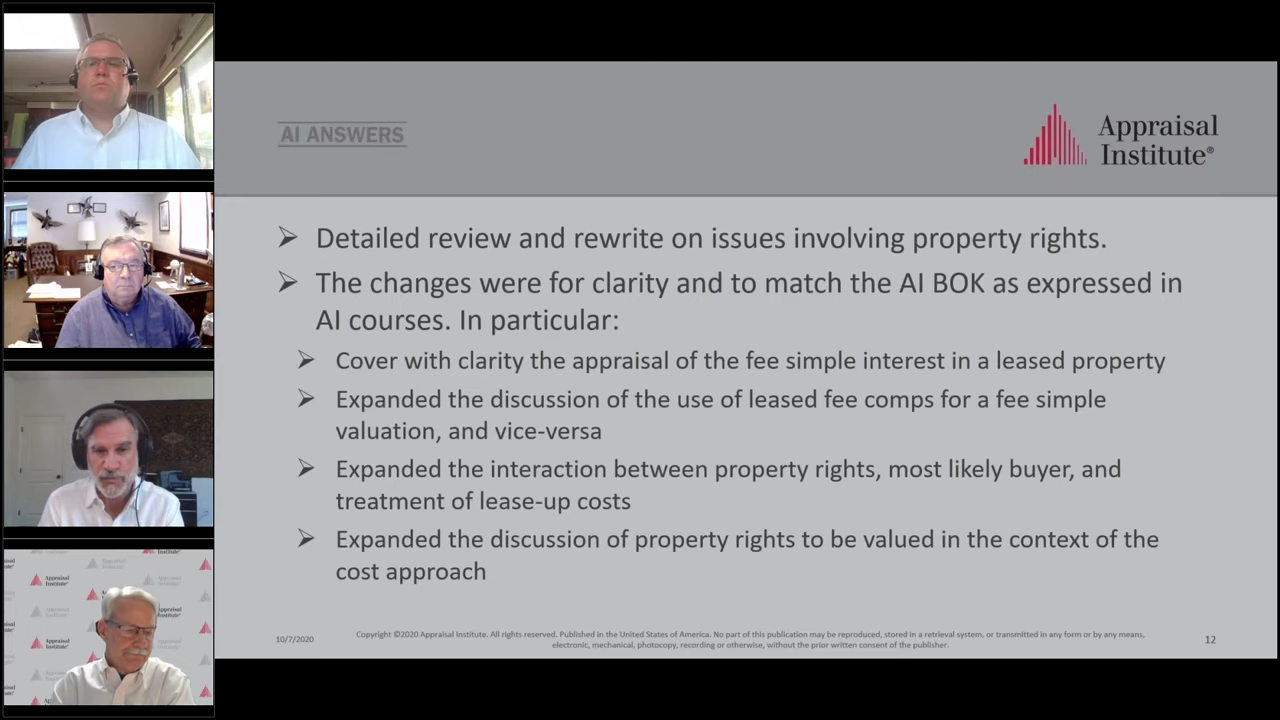 AI ANSWERS
Appraisal
Institute®
➢ Detailed review and rewrite on issues involving property rights.
➢ The changes were for clarity and to match the AI BOK as expressed in
AI courses. In particular:
➢ Cover with clarity the appraisal of the fee simple interest in a leased property
➢ Expanded the discussion of the use of leased fee comps for a fee simple
valuation, and vice-versa
➢ Expanded the interaction between property rights, most likely buyer, and
treatment of lease-up costs
➢ Expanded the discussion of property rights to be valued in the context of the
cost approach
10/7/2020
Copyright ©2020 Appraisal Institute. All rights reserved. Published in the United States of America. No part of this publication may be reproduced, stored in a retrieval system, or transmitted in any form or by any means,
electronic, mechanical, photocopy, recording or otherwise, without the prior written consent of the publisher.
12
Appraisal
Institute®
Appraisal
Institute®